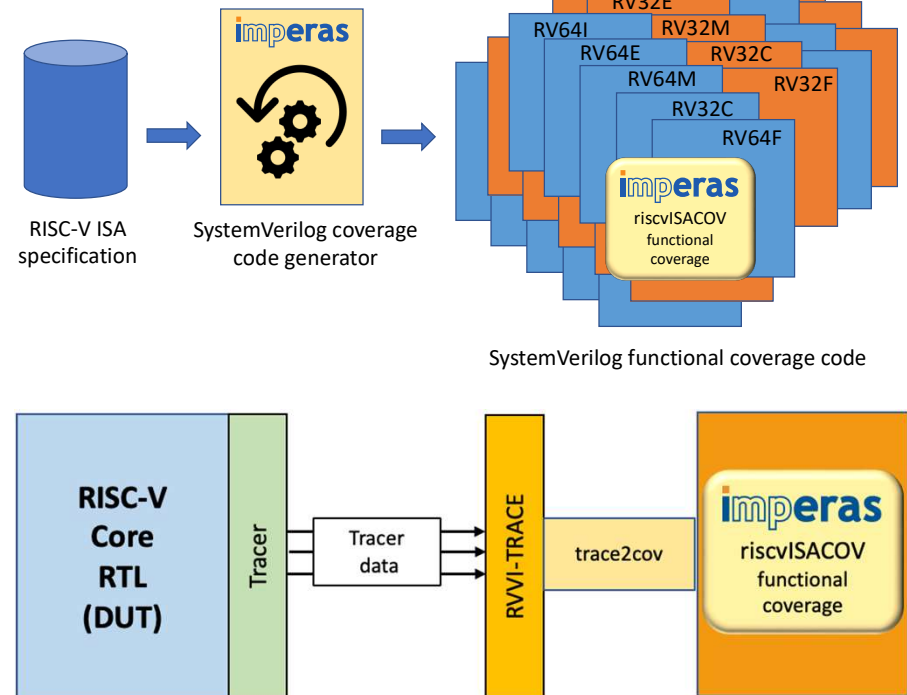 imperas
RISC-V ISA
specification
SystemVerilog coverage
code generator
RV32E
RV64I
RV32M
RV64E
RV32C
RV64M
RV32F
RV32C
RV64F
imperas
riscvISACOV
functional
coverage
SystemVerilog functional coverage code
RISC-V
Core
RTL
(DUT)
Tracer
Tracer
data
RVVI-TRACE
trace2cov
imperas
riscvISACOV
functional
coverage